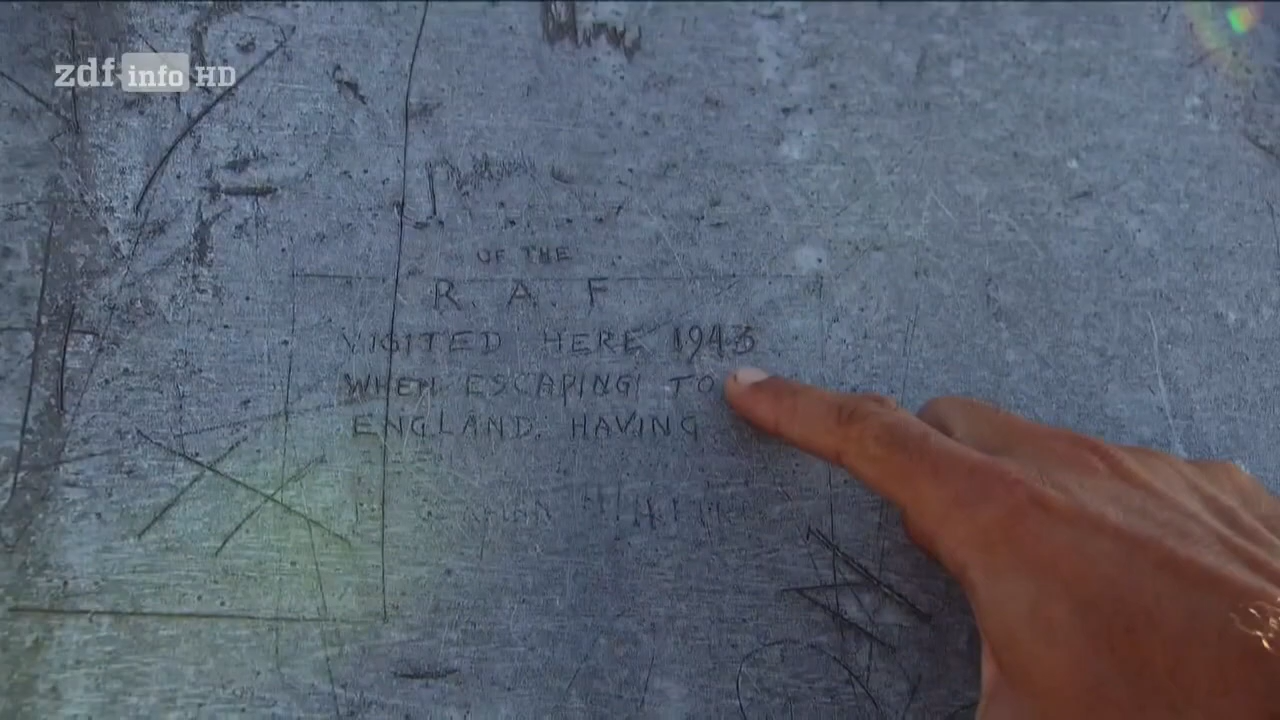 zdf info HD
OF THE
R. A. F
VISITED HERE 1943
WHEN ESCAPING TO
ENGLAND. HAVING